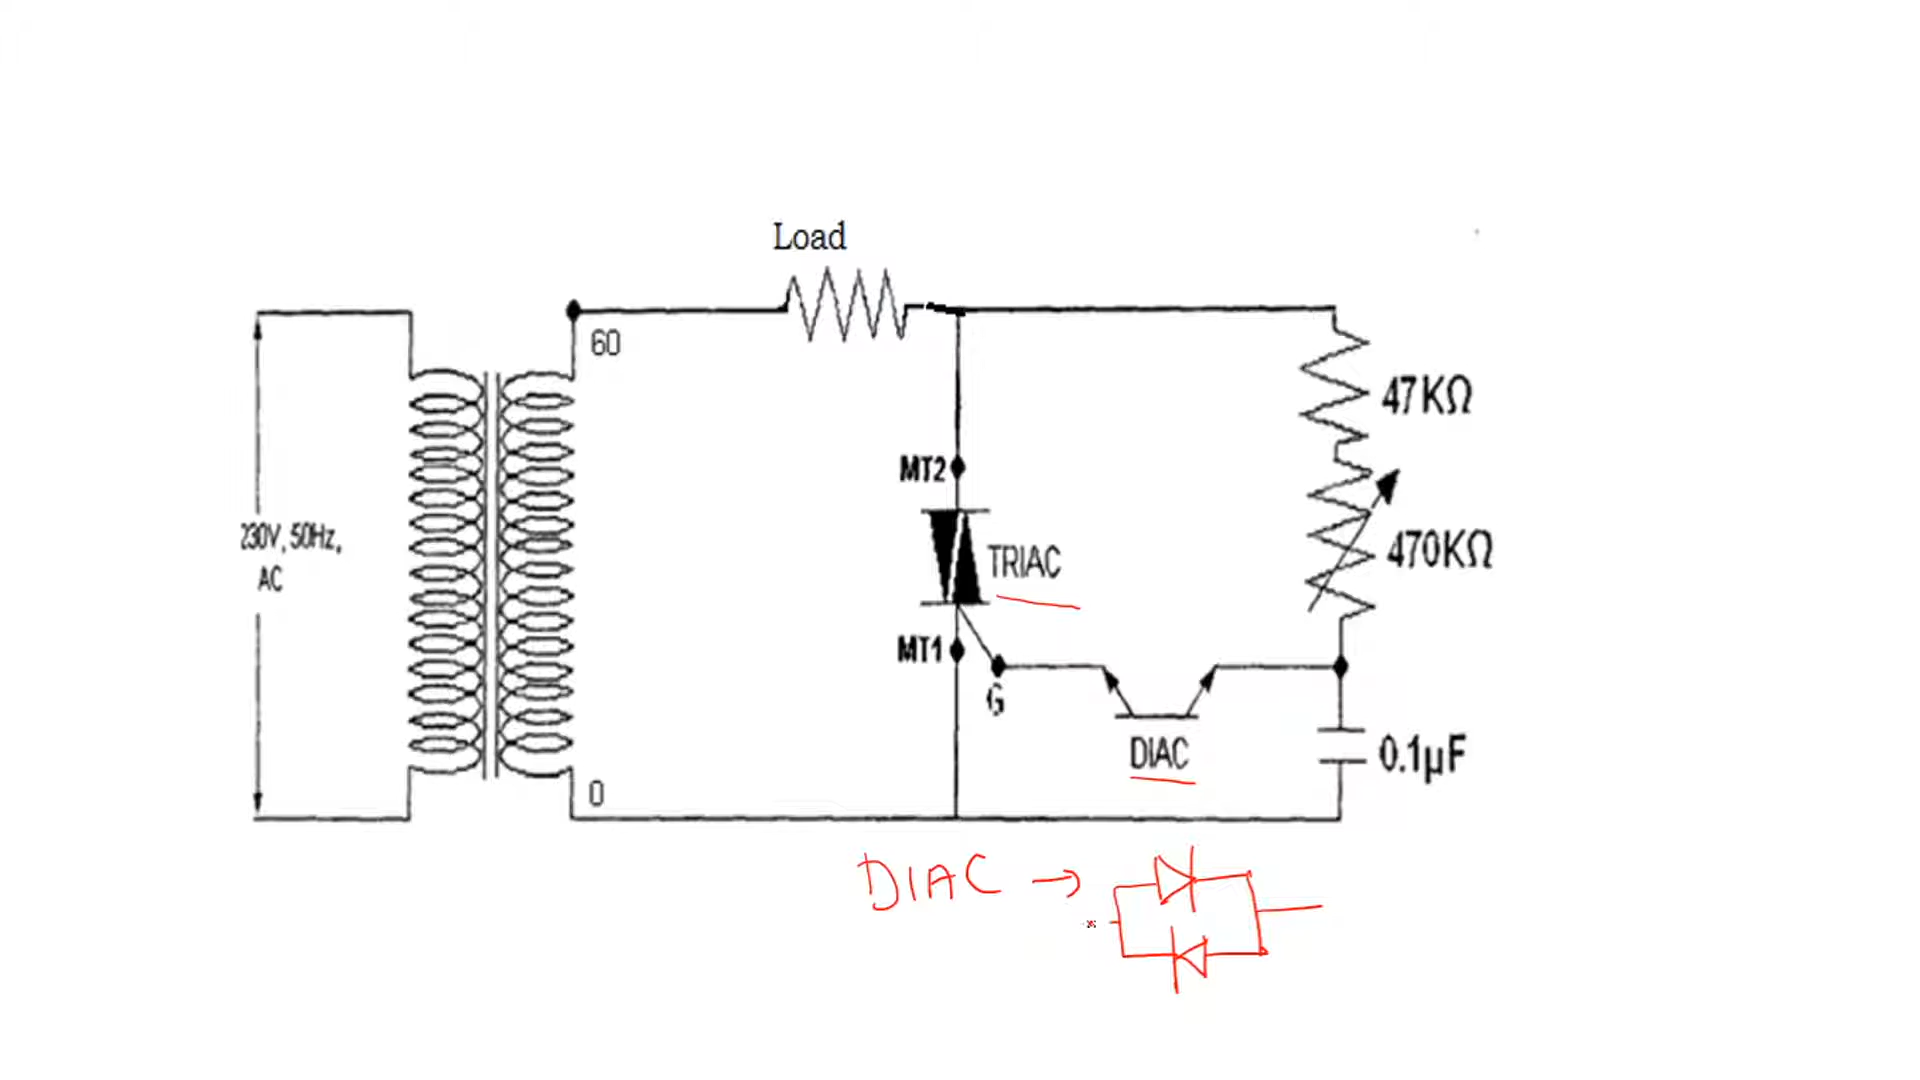 Load
60
47KΩ
MT2
230V, 50Hz,
AC
TRIAC
470KΩ
MT1
G
DIAC
0.1µF
0
DIAC →